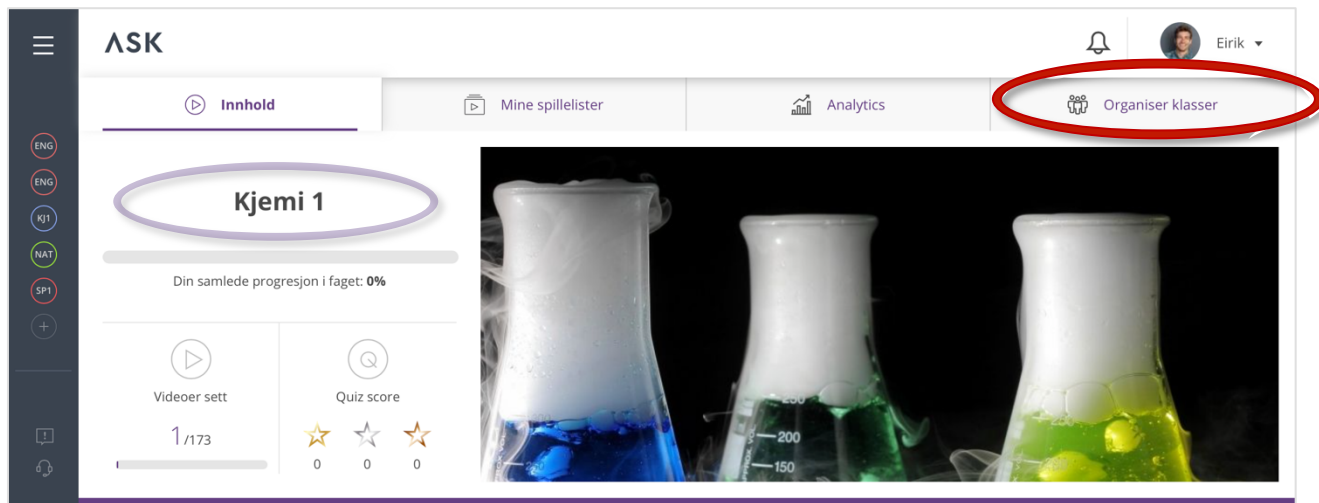 ASK
Eirik
Innhold
Mine spillelister
Analytics
Organiser klasser
ENG
ENG
KJ1
NAT
SP1
Kjemi 1
Din samlede progresjon i faget: 0%
Videoer sett
1/173
Quiz score
0 0 0
200
150